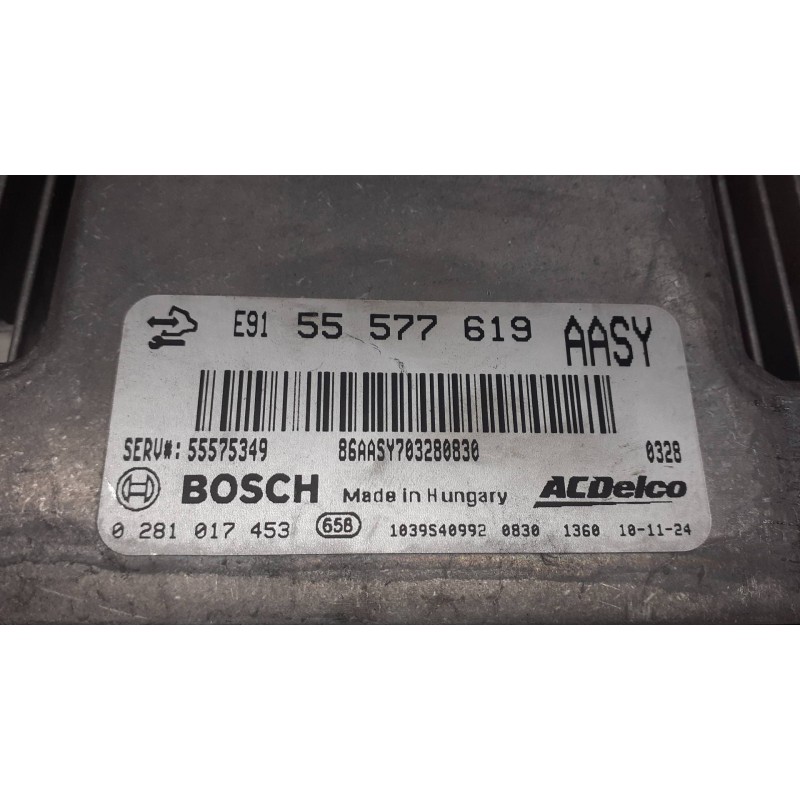 E91 55 577 619 AASY
SERV#: 55575349 86AASY703280830 0328
BOSCH Made in Hungary ACDelco
0 281 017 453 658 1039S40992 0830 1360 10-11-24